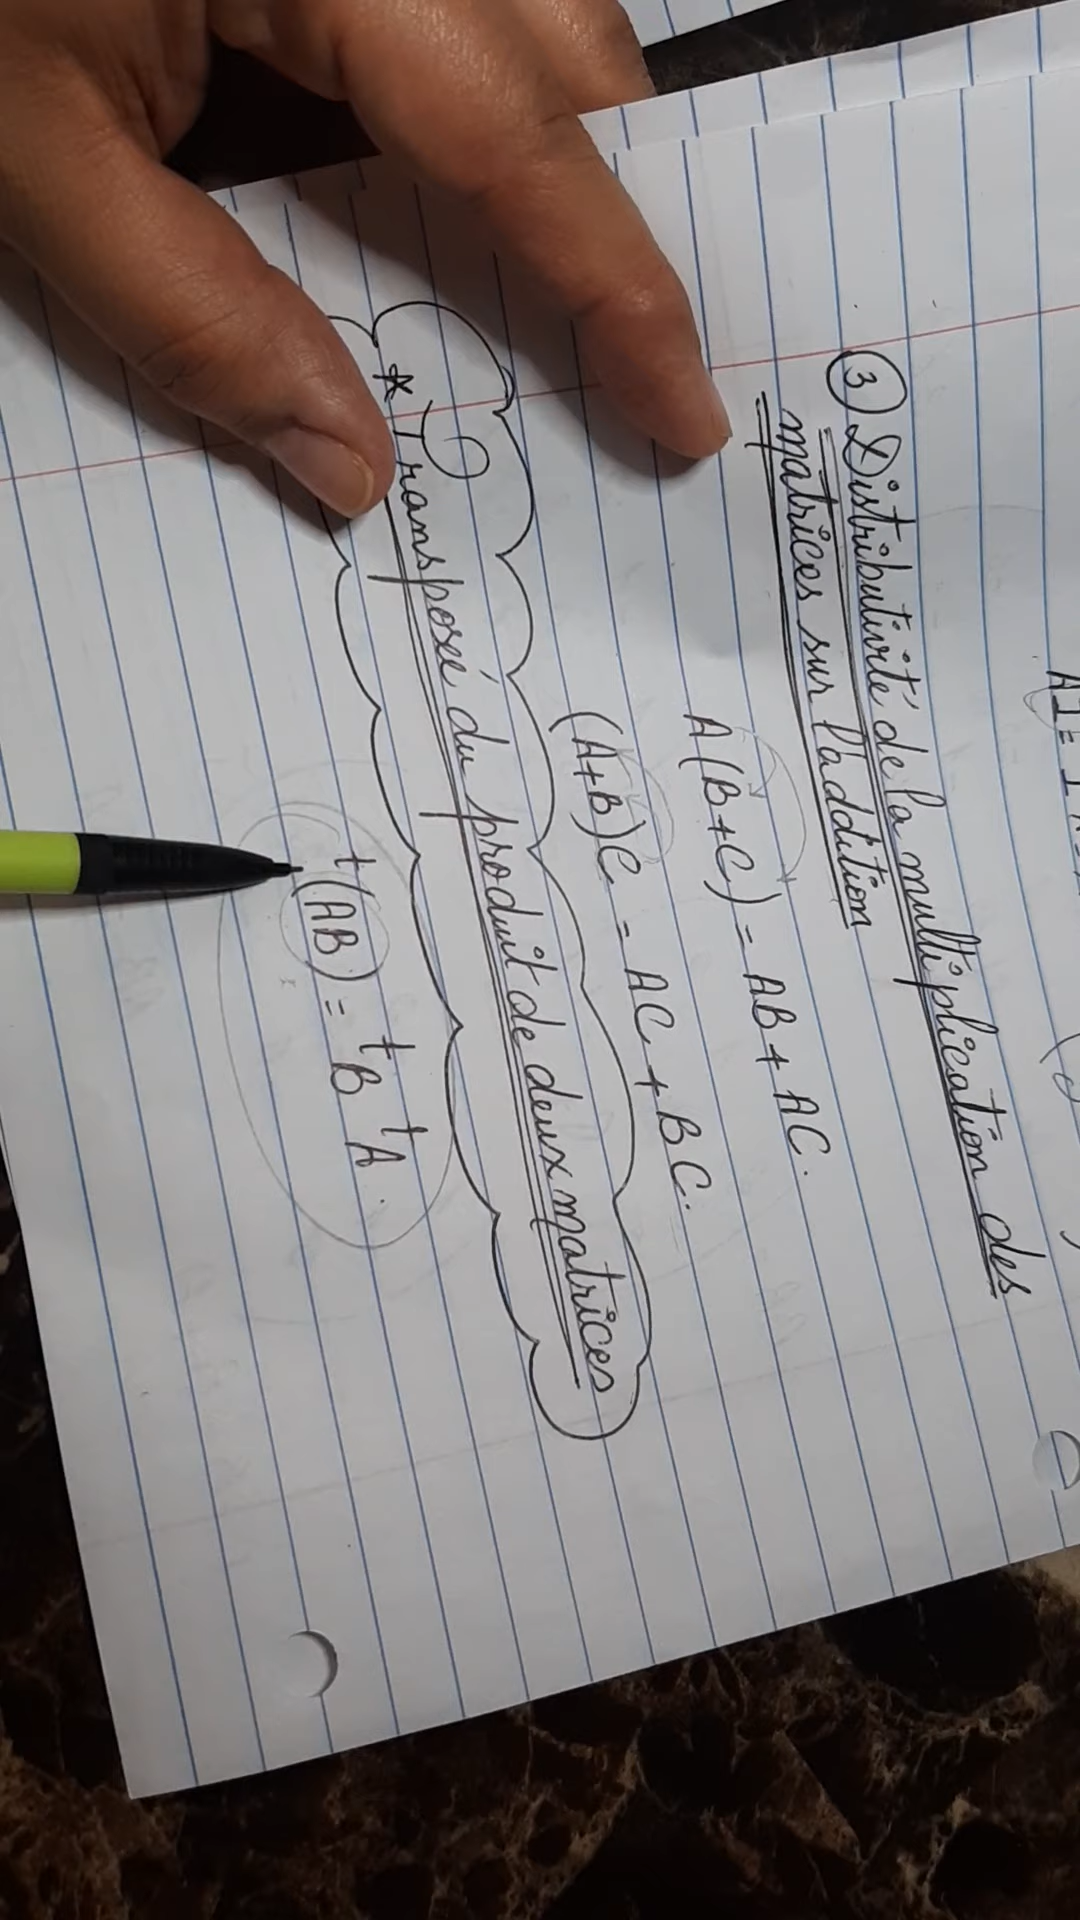 AI =
③ Distributivité de la multiplication des
matrices sur l'addition
A(B+C) = AB + AC.
(A+B)C = AC + BC.
* Transposé du produit de deux matrices
ᵗ(AB) = ᵗB ᵗA.